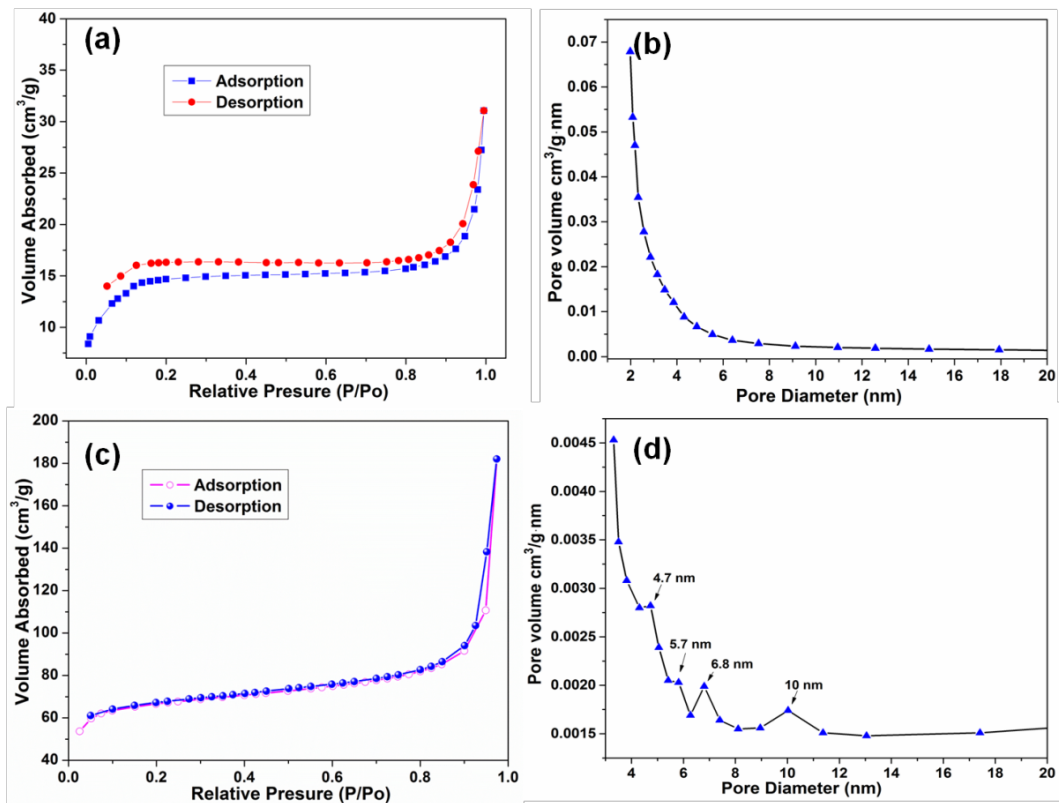 (a)
Adsorption
Desorption
Volume Absorbed (cm³/g)
40
35
30
25
20
15
10
0.0 0.2 0.4 0.6 0.8 1.0
Relative Presure (P/Po)
(b)
Pore volume cm³/g·nm
0.07
0.06
0.05
0.04
0.03
0.02
0.01
0.00
2 4 6 8 10 12 14 16 18 20
Pore Diameter (nm)
(c)
Adsorption
Desorption
Volume Absorbed (cm³/g)
200
180
160
140
120
100
80
60
40
0.0 0.2 0.4 0.6 0.8 1.0
Relative Presure (P/Po)
(d)
Pore volume cm³/g·nm
0.0045
0.0040
0.0035
0.0030
0.0025
0.0020
0.0015
4.7 nm
5.7 nm
6.8 nm
10 nm
4 6 8 10 12 14 16 18 20
Pore Diameter (nm)